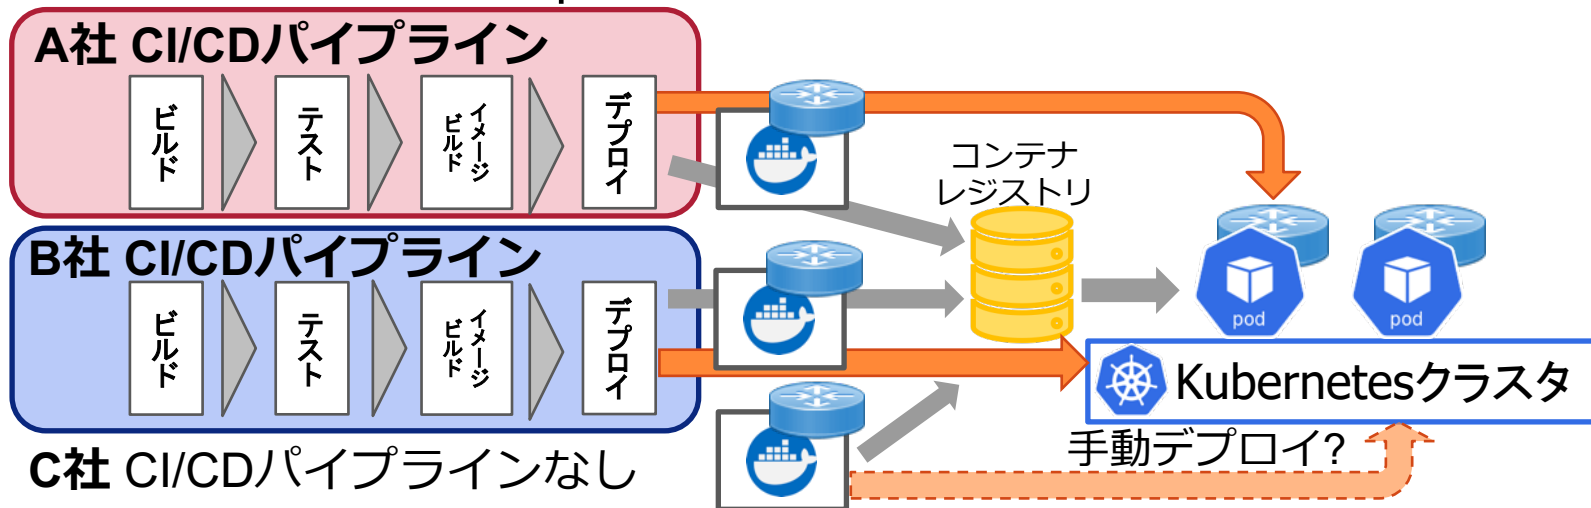 A社 CI/CDパイプライン
ビルド
テスト
イメージ
ビルド
デプロイ
コンテナ
レジストリ
B社 CI/CDパイプライン
ビルド
テスト
イメージ
ビルド
デプロイ
pod
pod
Kubernetesクラスタ
手動デプロイ?
C社 CI/CDパイプラインなし